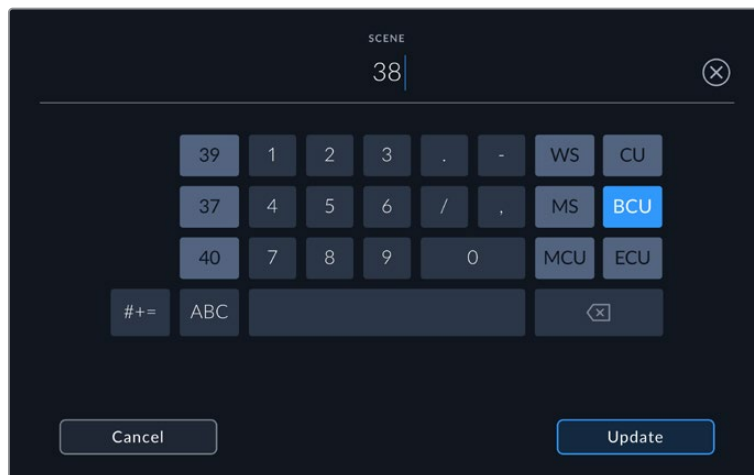 SCENE
38
39 1 2 3 . - WS CU
37 4 5 6 / , MS BCU
40 7 8 9 0 MCU ECU
#+= ABC
Cancel Update